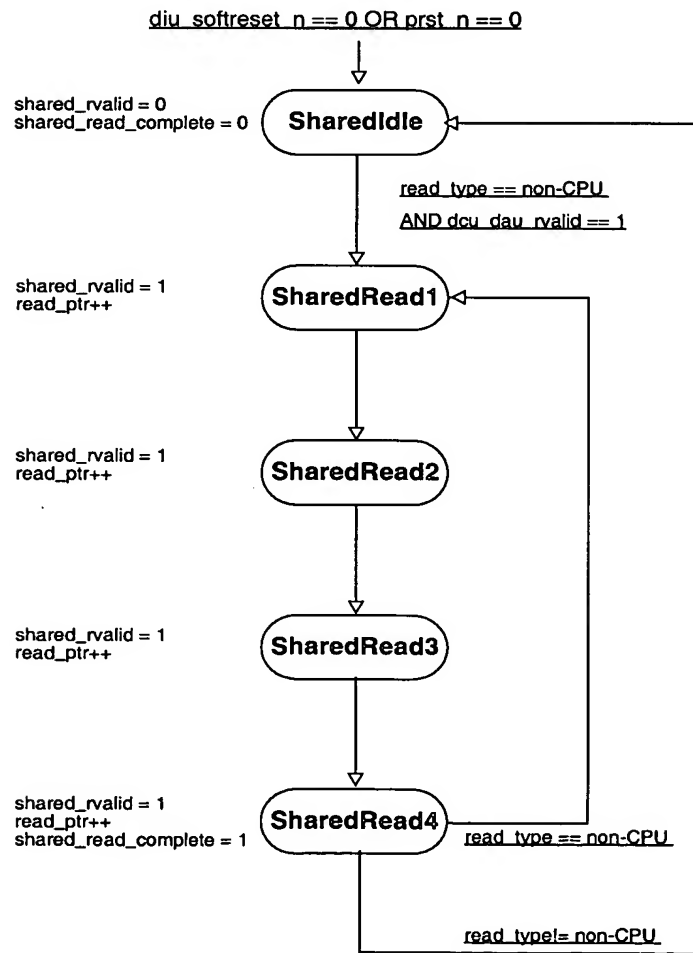 diu_softreset_n == 0 OR prst_n == 0
shared_rvalid = 0
shared_read_complete = 0
SharedIdle
read_type == non-CPU
AND dcu_dau_rvalid == 1
shared_rvalid = 1
read_ptr++
SharedRead1
shared_rvalid = 1
read_ptr++
SharedRead2
shared_rvalid = 1
read_ptr++
SharedRead3
shared_rvalid = 1
read_ptr++
shared_read_complete = 1
SharedRead4
read_type == non-CPU
read_type!= non-CPU